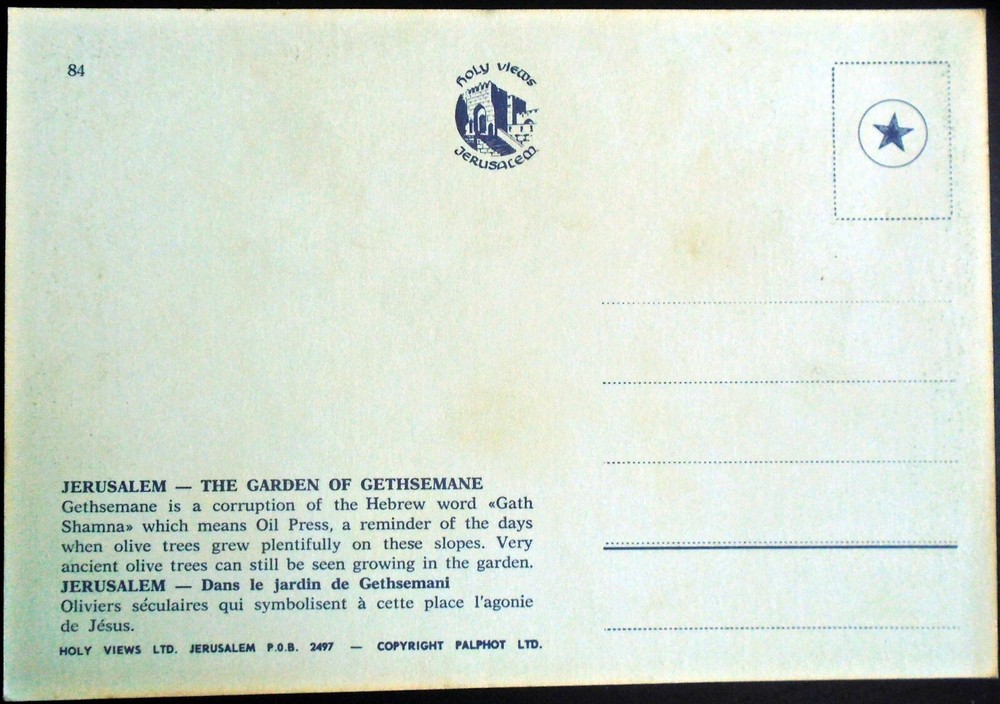 84
HOLY VIEWS
JERUSALEM
JERUSALEM — THE GARDEN OF GETHSEMANE
Gethsemane is a corruption of the Hebrew word «Gath
Shamna» which means Oil Press, a reminder of the days
when olive trees grew plentifully on these slopes. Very
ancient olive trees can still be seen growing in the garden.
JERUSALEM — Dans le jardin de Gethsemani
Oliviers séculaires qui symbolisent à cette place l'agonie
de Jésus.
HOLY VIEWS LTD. JERUSALEM P.O.B. 2497 — COPYRIGHT PALPHOT LTD.